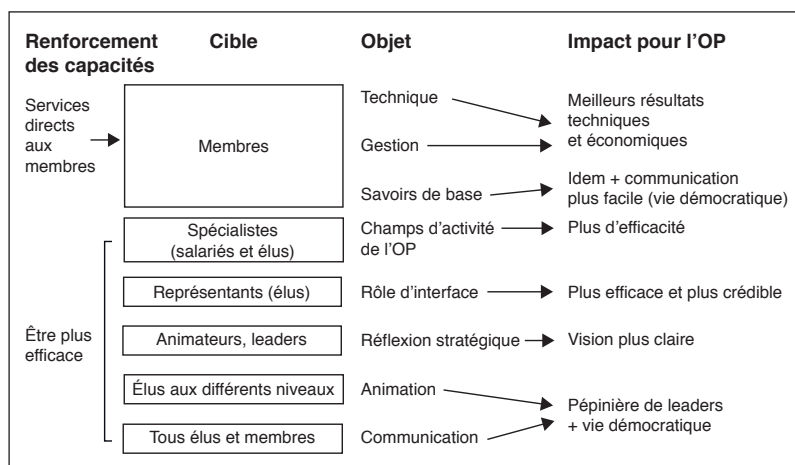 Renforcement
des capacités
Cible
Objet
Impact pour l'OP
Services
directs
aux
membres
Membres
Technique
Gestion
Meilleurs résultats
techniques
et économiques
Savoirs de base
Idem + communication
plus facile (vie démocratique)
Être plus
efficace
Spécialistes
(salariés et élus)
Champs d'activité
de l'OP
Plus d'efficacité
Représentants (élus)
Rôle d'interface
Plus efficace et plus crédible
Animateurs, leaders
Réflexion stratégique
Vision plus claire
Élus aux différents niveaux
Animation
Tous élus et membres
Communication
Pépinière de leaders
+ vie démocratique